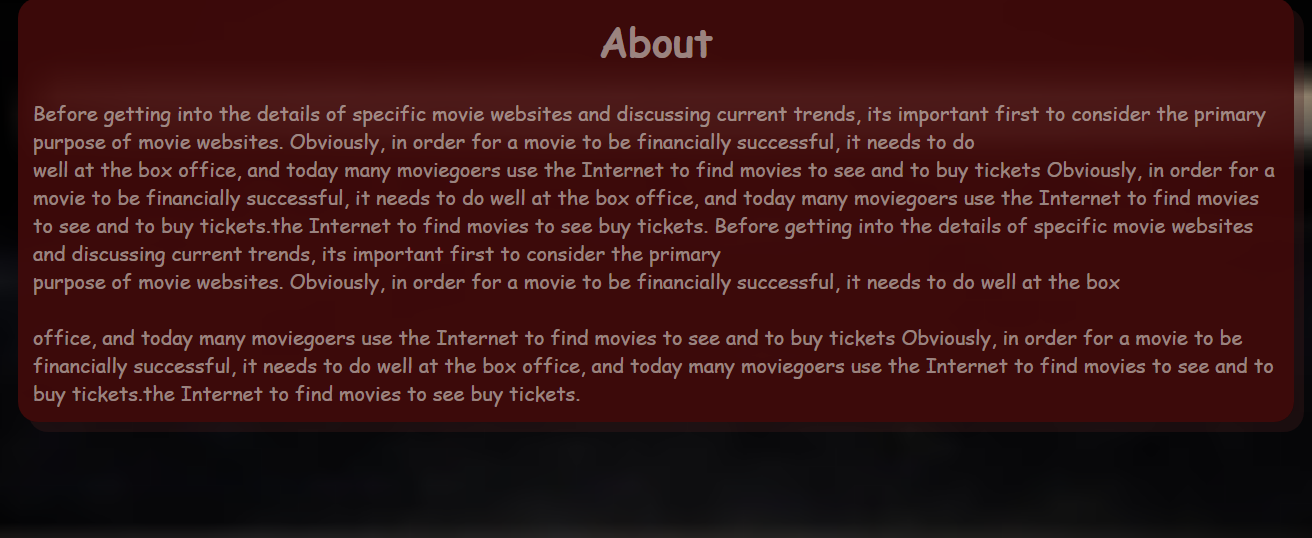 About
Before getting into the details of specific movie websites and discussing current trends, its important first to consider the primary
purpose of movie websites. Obviously, in order for a movie to be financially successful, it needs to do
well at the box office, and today many moviegoers use the Internet to find movies to see and to buy tickets Obviously, in order for a
movie to be financially successful, it needs to do well at the box office, and today many moviegoers use the Internet to find movies
to see and to buy tickets.the Internet to find movies to see buy tickets. Before getting into the details of specific movie websites
and discussing current trends, its important first to consider the primary
purpose of movie websites. Obviously, in order for a movie to be financially successful, it needs to do well at the box
office, and today many moviegoers use the Internet to find movies to see and to buy tickets Obviously, in order for a movie to be
financially successful, it needs to do well at the box office, and today many moviegoers use the Internet to find movies to see and to
buy tickets.the Internet to find movies to see buy tickets.